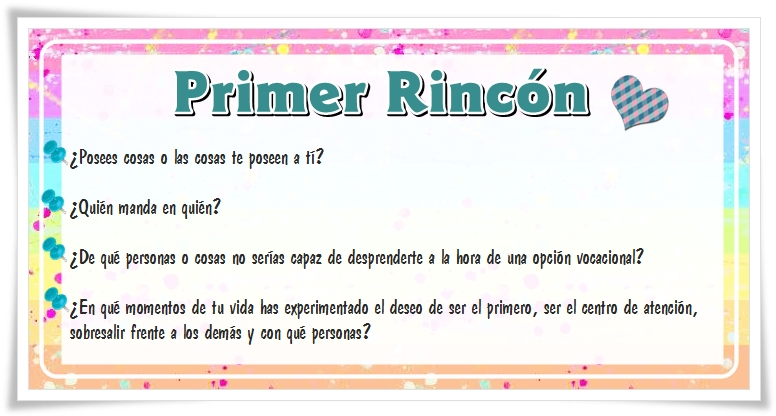 Primer Rincón
¿Posees cosas o las cosas te poseen a tí?
¿Quién manda en quién?
¿De qué personas o cosas no serías capaz de desprenderte a la hora de una opción vocacional?
¿En qué momentos de tu vida has experimentado el deseo de ser el primero, ser el centro de atención,
sobresalir frente a los demás y con qué personas?